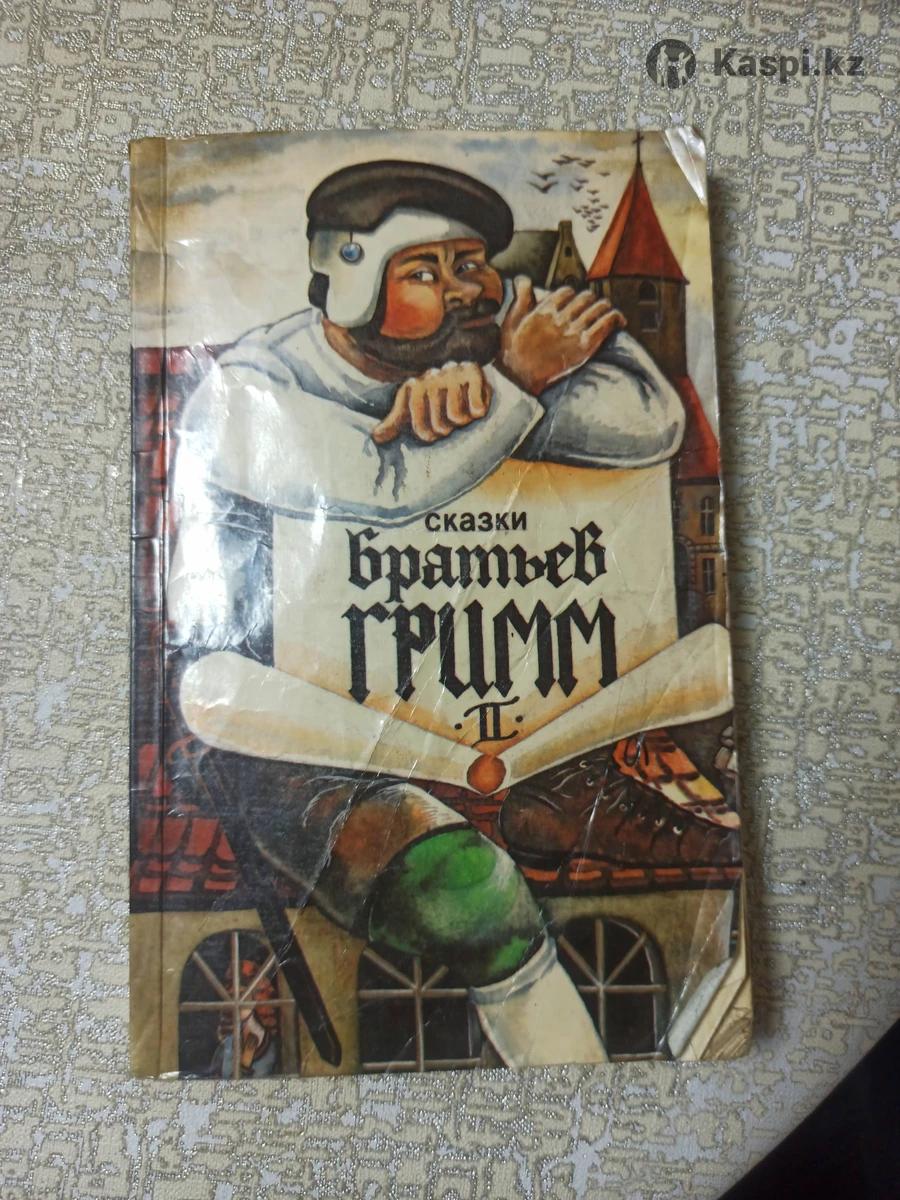 Kaspi.kz
сказки
братьев
гримм
·II·